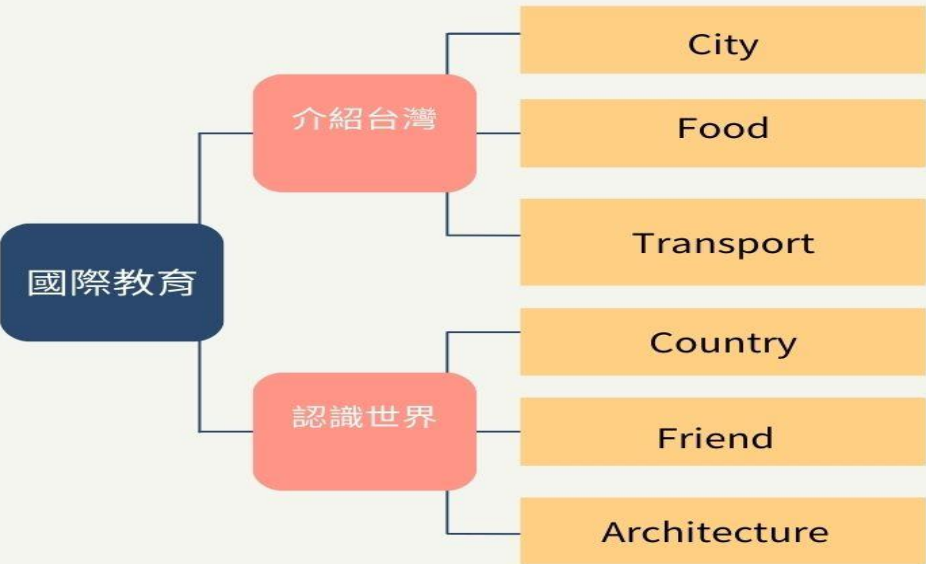 國際教育
介紹台灣
City
Food
Transport
認識世界
Country
Friend
Architecture